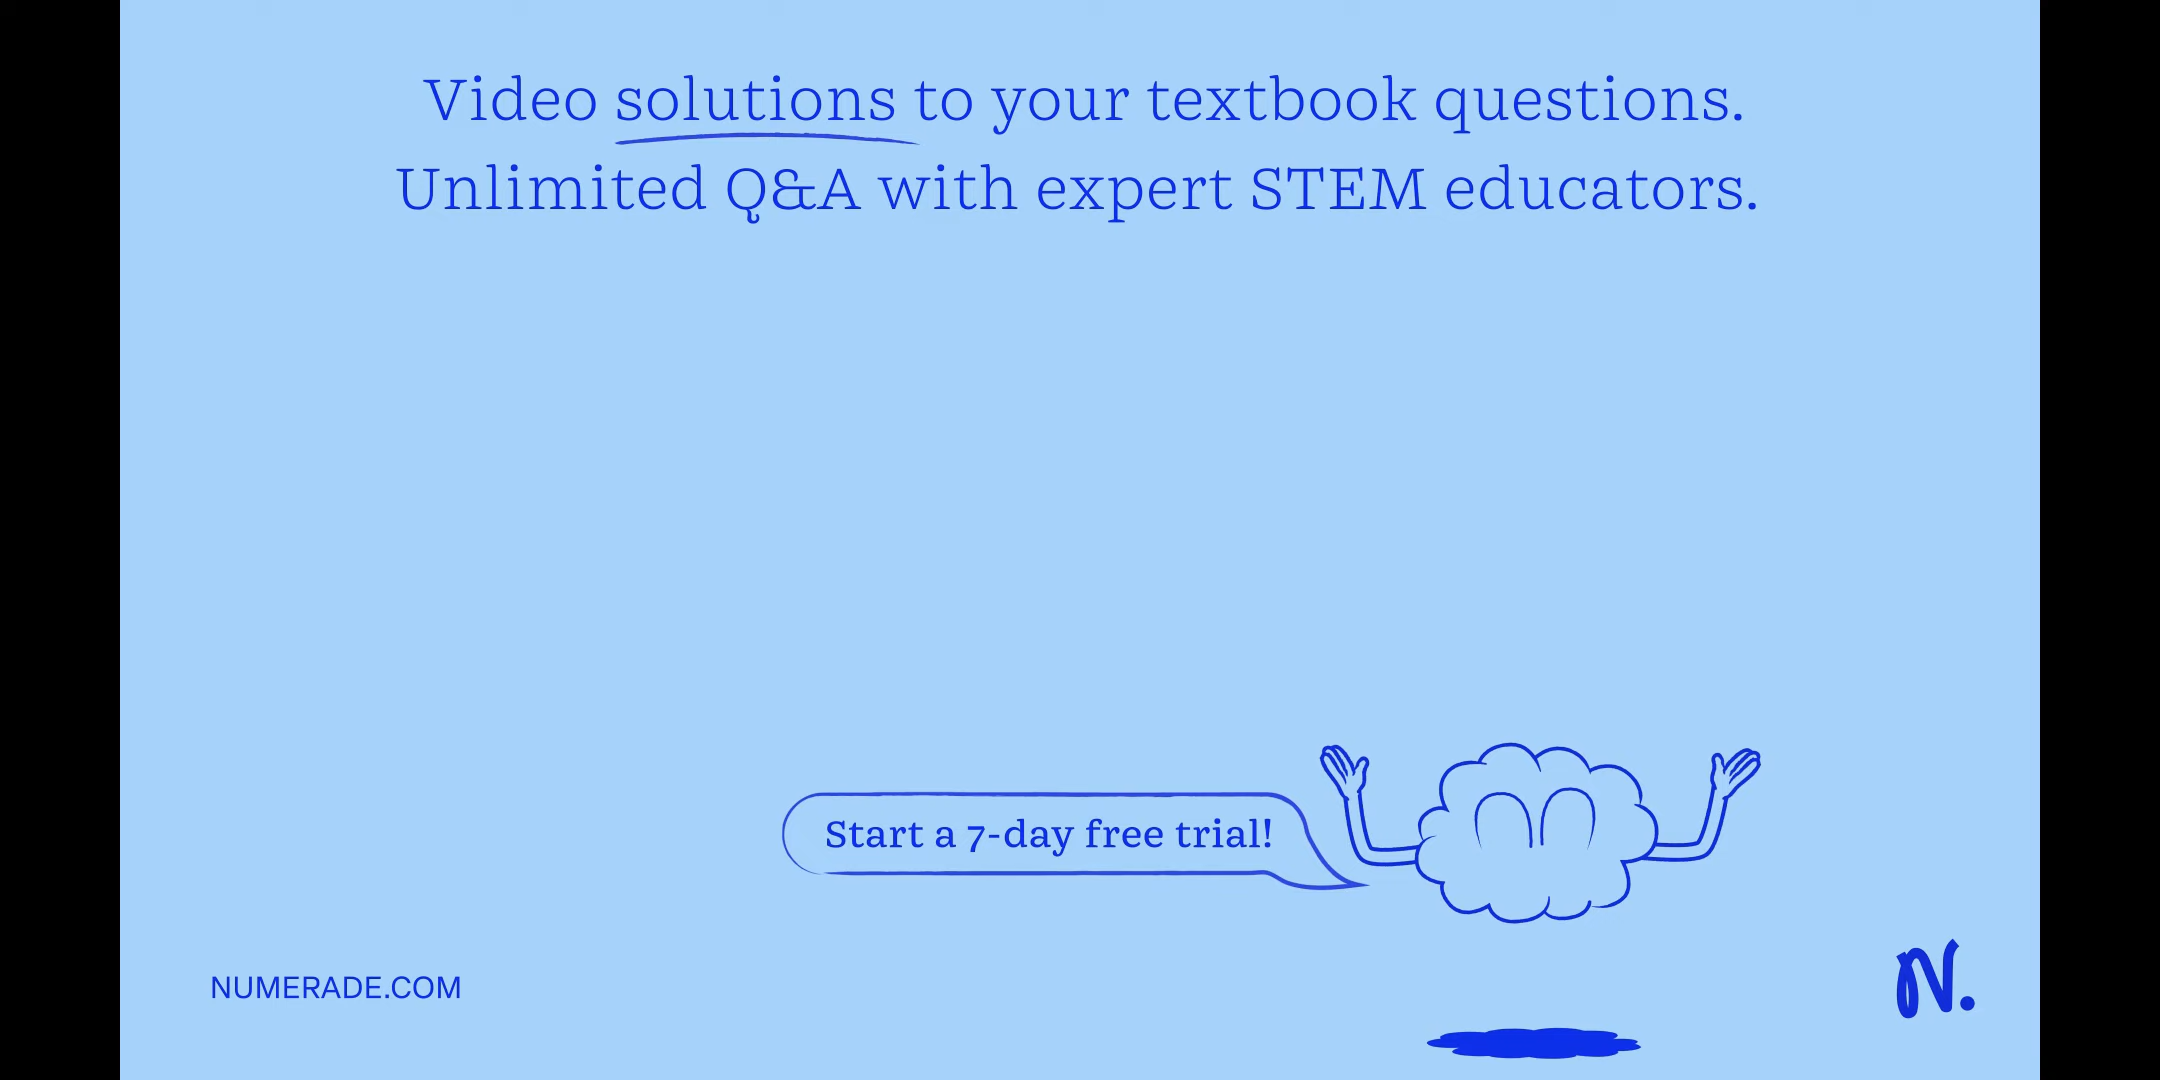 Video solutions to your textbook questions.
Unlimited Q&A with expert STEM educators.
Start a 7-day free trial!
NUMERADE.COM
N.